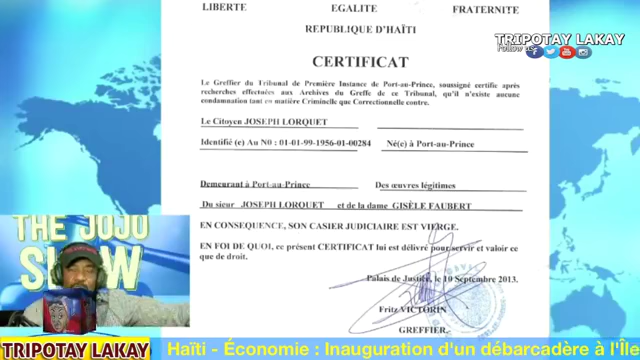 LIBERTE EGALITE FRATERNITE
REPUBLIQUE D'HAÏTI
TRIPOTAY LAKAY
Follow us
CERTIFICAT
Le Greffier du Tribunal de Première Instance de Port-au-Prince, soussigné certifie après
recherches effectuées aux Archives du Greffe de ce Tribunal, qu'il n'existe aucune
condamnation tant en matière Criminelle que Correctionnelle contre.
Le Citoyen JOSEPH LORQUET
Identifié (e) Au N0 : 01-01-99-1956-01-00284 Né(e) à Port-au-Prince
Demeurant à Port-au-Prince Des œuvres légitimes
Du sieur JOSEPH LORQUET et de la dame GISÈLE FAUBERT
EN CONSEQUENCE, SON CASIER JUDICIAIRE EST VIERGE.
EN FOI DE QUOI, ce présent CERTIFICAT lui est délivré pour servir et valoir ce
que de droit.
Palais de Justice, le 10 Septembre 2013.
Fritz VICTORIN
GREFFIER.
THE JOJO
SHOW
TRIPOTAY LAKAY
Haïti - Économie : Inauguration d'un débarcadère à l'Îlg